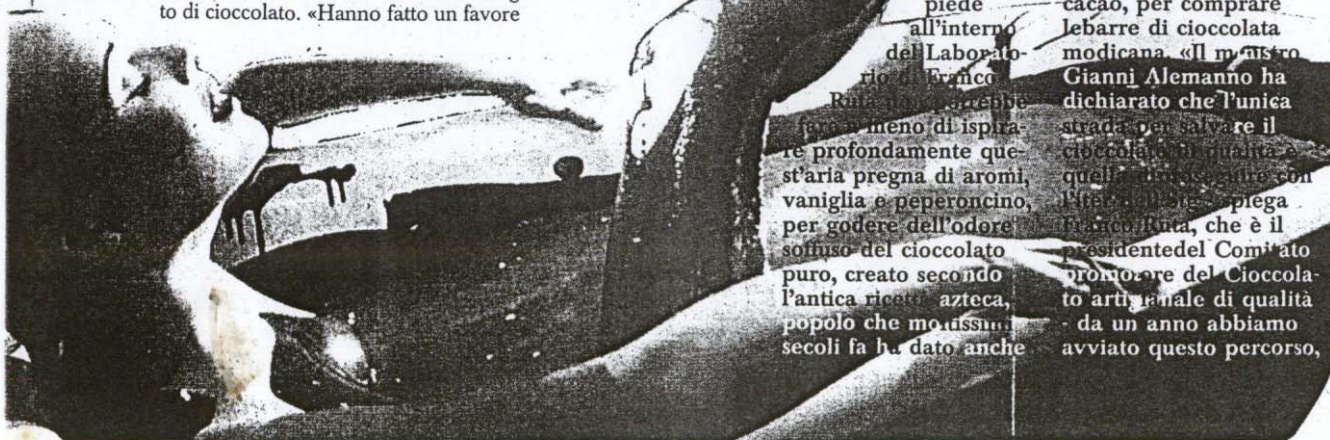 to di cioccolato. «Hanno fatto un favore
piede
all'interno
del Laborato-
rio di Franco
Ruta
meno di ispira-
re profondamente que-
st'aria pregna di aromi,
vaniglia e peperoncino,
per godere dell'odore
soffuso del cioccolato
puro, creato secondo
l'antica ricetta azteca,
popolo che moltissimi
secoli fa ha dato anche
cacao, per comprare
lebarre di cioccolata
modicana. «Il ministro
Gianni Alemanno ha
dichiarato che l'unica
strada per salvare il
cioccolato di qualità è
quella di proseguire con
l'iter spiega
Franco Ruta, che è il
presidentedel Comitato
promotore del Cioccola-
to artigianale di qualità
- da un anno abbiamo
avviato questo percorso,